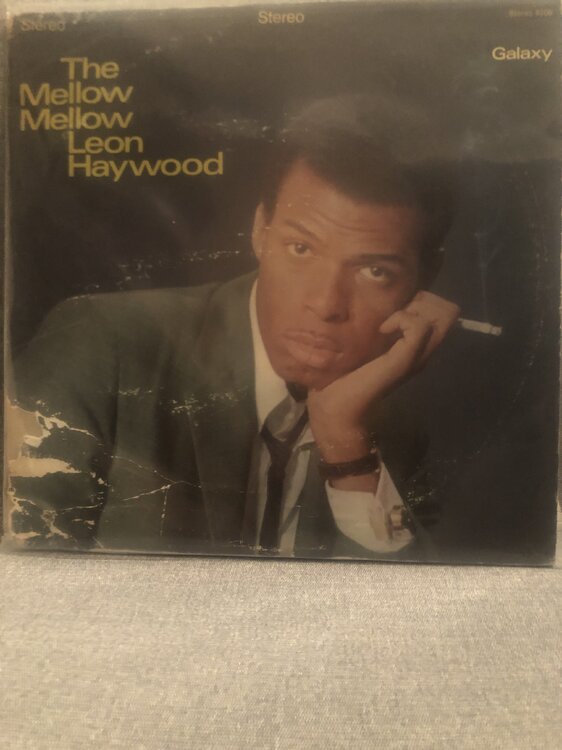 Stereo
Stereo
Galaxy
The
Mellow
Mellow
Leon
Haywood